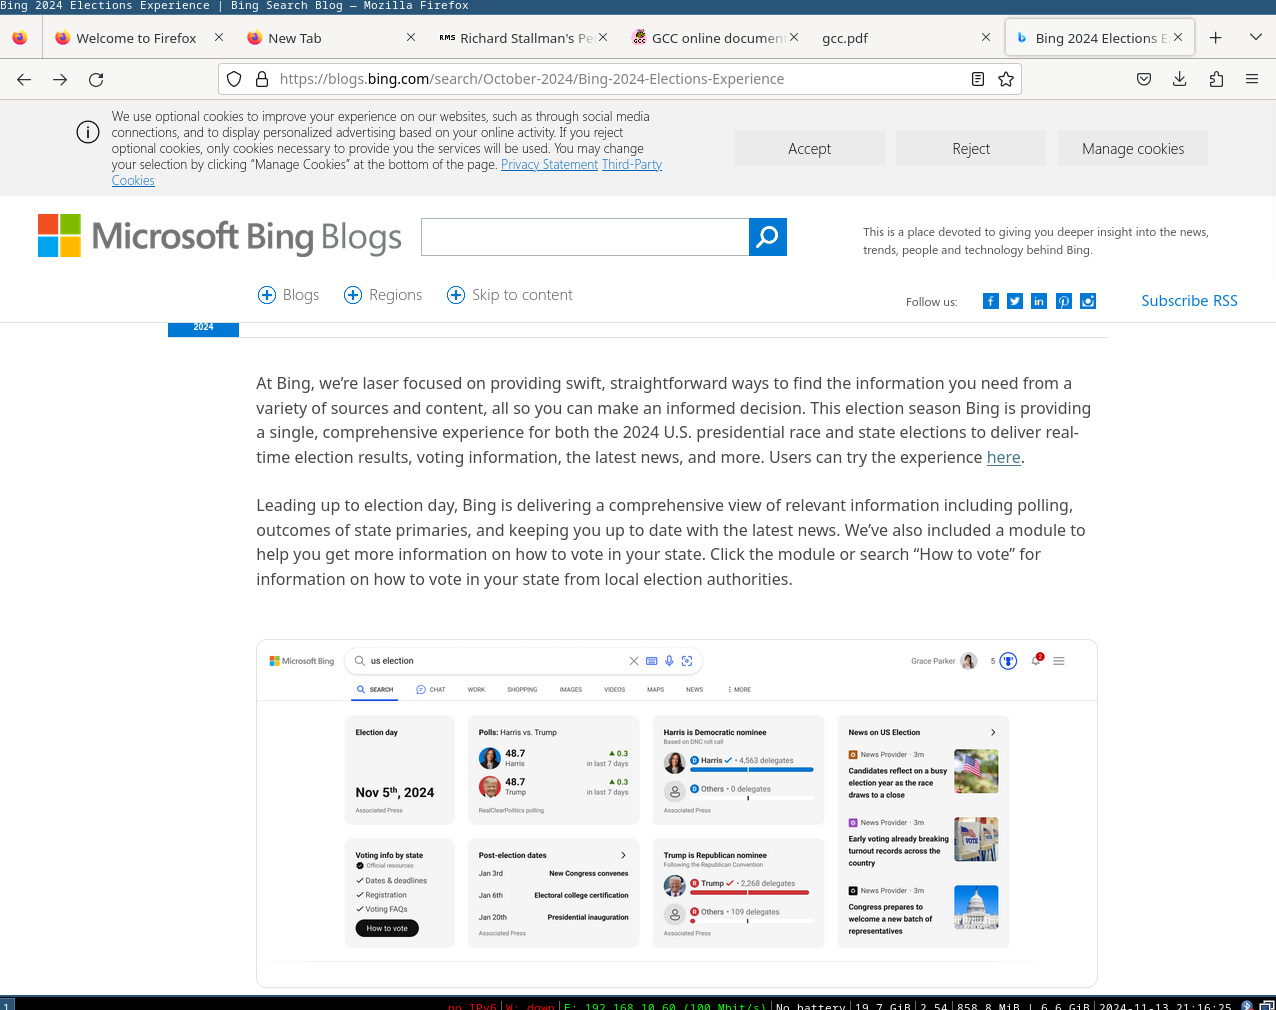 Bing 2024 Elections Experience | Bing Search Blog — Mozilla Firefox
Welcome to Firefox
New Tab
RMS Richard Stallman's Pe
GCC GCC online documen
gcc.pdf
Bing 2024 Elections E
https://blogs.bing.com/search/October-2024/Bing-2024-Elections-Experience
We use optional cookies to improve your experience on our websites, such as through social media
connections, and to display personalized advertising based on your online activity. If you reject
optional cookies, only cookies necessary to provide you the services will be used. You may change
your selection by clicking “Manage Cookies” at the bottom of the page. Privacy Statement Third-Party
Cookies
Accept
Reject
Manage cookies
Microsoft Bing Blogs
This is a place devoted to giving you deeper insight into the news,
trends, people and technology behind Bing.
Blogs
Regions
Skip to content
Follow us:
Subscribe RSS
2024
At Bing, we’re laser focused on providing swift, straightforward ways to find the information you need from a
variety of sources and content, all so you can make an informed decision. This election season Bing is providing
a single, comprehensive experience for both the 2024 U.S. presidential race and state elections to deliver real-
time election results, voting information, the latest news, and more. Users can try the experience here.
Leading up to election day, Bing is delivering a comprehensive view of relevant information including polling,
outcomes of state primaries, and keeping you up to date with the latest news. We’ve also included a module to
help you get more information on how to vote in your state. Click the module or search “How to vote” for
information on how to vote in your state from local election authorities.
Microsoft Bing
us election
Grace Parker
5
2
SEARCH
CHAT
WORK
SHOPPING
IMAGES
VIDEOS
MAPS
NEWS
MORE
Election day
Nov 5th, 2024
Associated Press
Polls: Harris vs. Trump
48.7 ▲ 0.3
Harris in last 7 days
48.7 ▲ 0.3
Trump in last 7 days
RealClearPolitics polling
Harris is Democratic nominee
Based on DNC roll call
D Harris ✓ • 4,563 delegates
D Others • 0 delegates
Associated Press
News on US Election
News Provider · 3m
Candidates reflect on a busy
election year as the race
draws to a close
News Provider · 3m
Early voting already breaking
turnout records across the
country
News Provider · 3m
Congress prepares to
welcome a new batch of
representatives
Voting info by state
Official resources
✓ Dates & deadlines
✓ Registration
✓ Voting FAQs
How to vote
Post-election dates
Jan 3rd New Congress convenes
Jan 6th Electoral college certification
Jan 20th Presidential inauguration
Associated Press
Trump is Republican nominee
Following the Republican Convention
R Trump ✓ • 2,268 delegates
R Others • 109 delegates
Associated Press
1
no IPv6|W: down|E: 192.168.10.60 (100 Mbit/s)|No battery|19.7 GiB|2.54|858.8 MiB | 6.6 GiB|2024-11-13 21:16:25